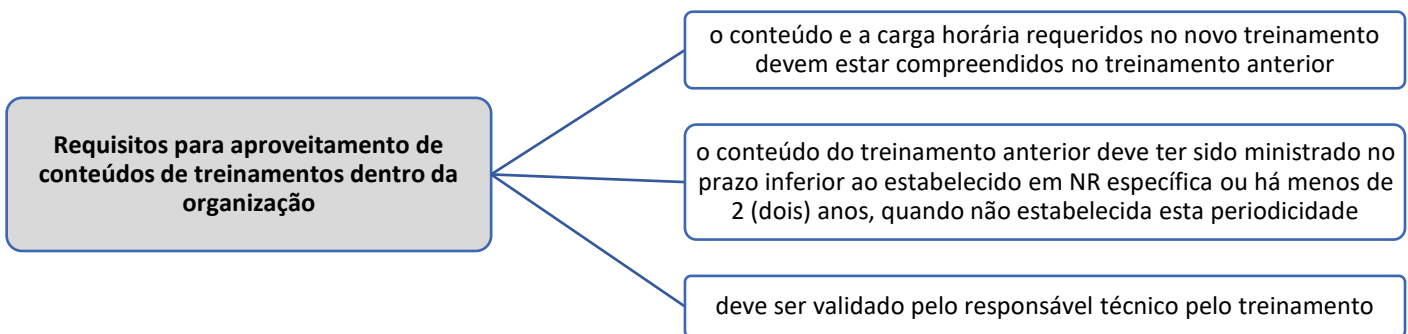 Requisitos para aproveitamento de
conteúdos de treinamentos dentro da
organização
o conteúdo e a carga horária requeridos no novo treinamento
devem estar compreendidos no treinamento anterior
o conteúdo do treinamento anterior deve ter sido ministrado no
prazo inferior ao estabelecido em NR específica ou há menos de
2 (dois) anos, quando não estabelecida esta periodicidade
deve ser validado pelo responsável técnico pelo treinamento